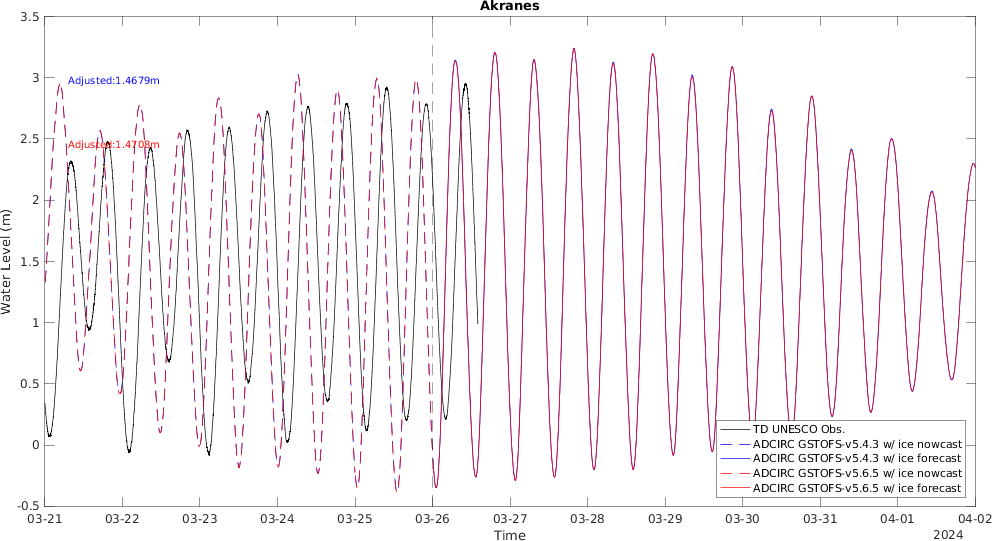 Akranes
3.5
3
2.5
2
1.5
1
0.5
0
-0.5
Water Level (m)
Adjusted:1.4679m
Adjusted:1.4708m
TD UNESCO Obs.
ADCIRC GSTOFS-v5.4.3 w/ ice nowcast
ADCIRC GSTOFS-v5.4.3 w/ ice forecast
ADCIRC GSTOFS-v5.6.5 w/ ice nowcast
ADCIRC GSTOFS-v5.6.5 w/ ice forecast
03-21 03-22 03-23 03-24 03-25 03-26 03-27 03-28 03-29 03-30 03-31 04-01 04-02
Time
2024